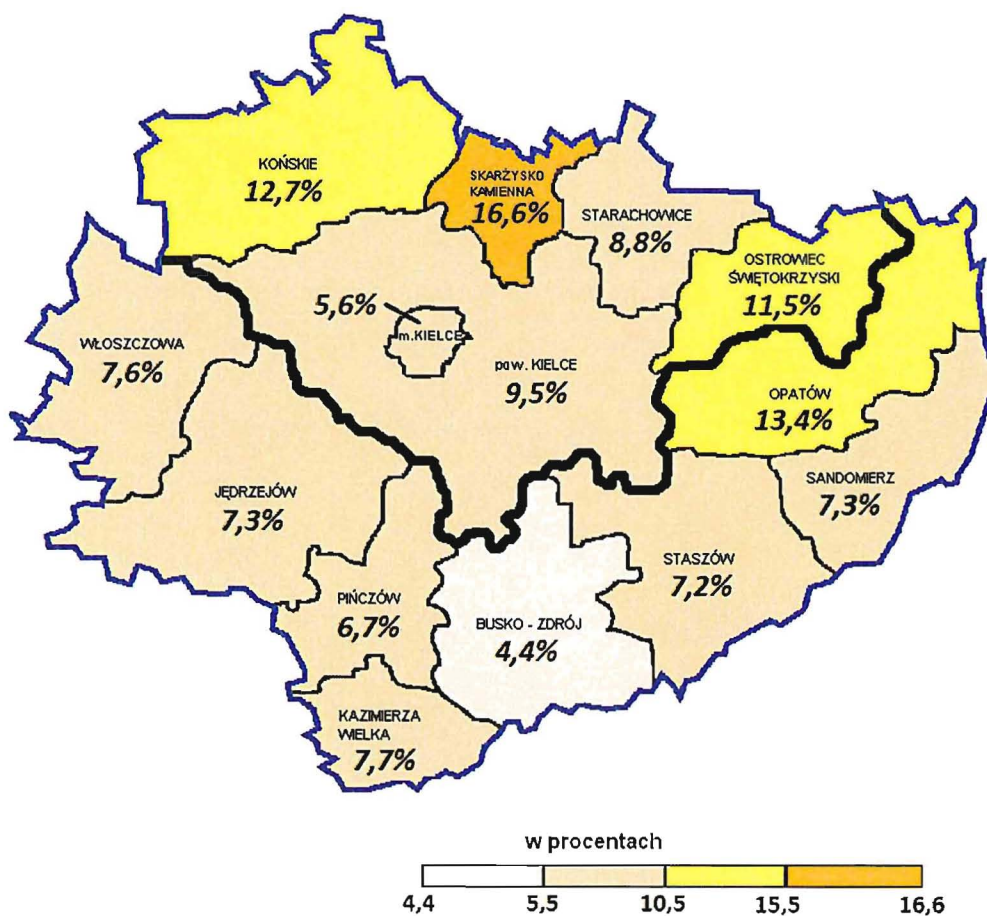 KOŃSKIE
12,7%
SKARŻYSKO
KAMIENNA
16,6%
STARACHOWICE
8,8%
OSTROWIEC
ŚWIĘTOKRZYSKI
11,5%
5,6%
m.KIELCE
WŁOSZCZOWA
7,6%
pow. KIELCE
9,5%
OPATÓW
13,4%
SANDOMIERZ
7,3%
JĘDRZEJÓW
7,3%
STASZÓW
7,2%
PIŃCZÓW
6,7%
BUSKO - ZDRÓJ
4,4%
KAZIMIERZA
WIELKA
7,7%
w procentach
4,4 5,5 10,5 15,5 16,6